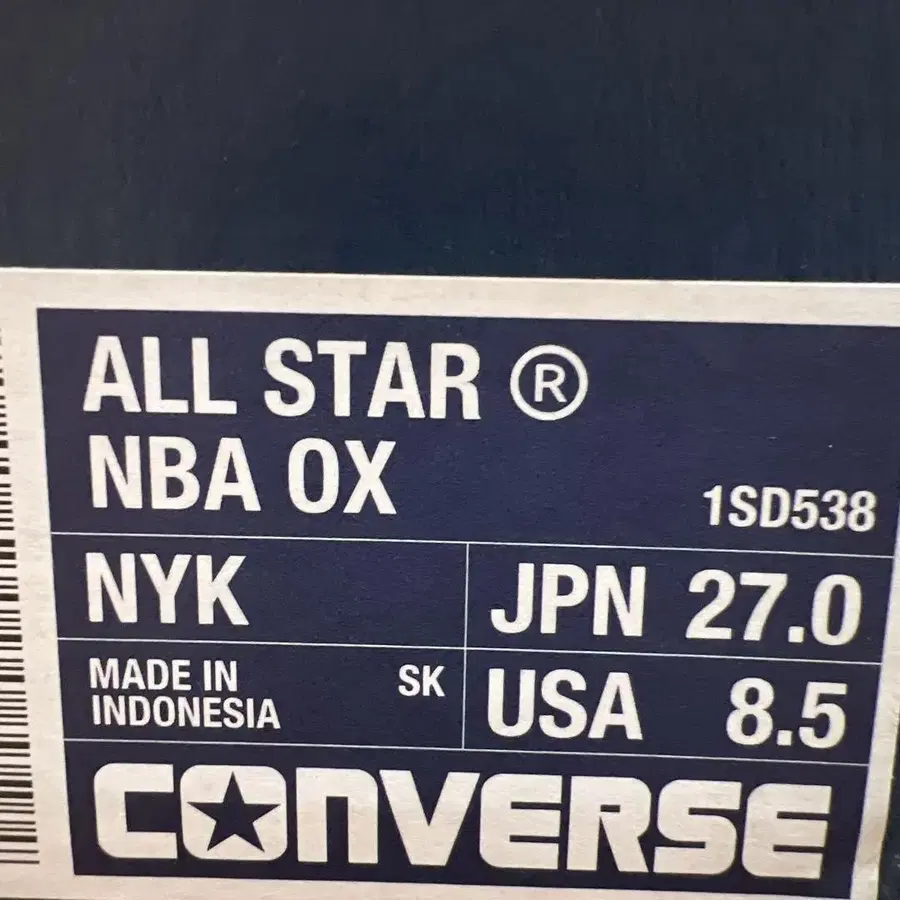 ALL STAR ®
NBA OX
1SD538
NYK
JPN 27.0
MADE IN
INDONESIA
SK
USA 8.5
CONVERSE